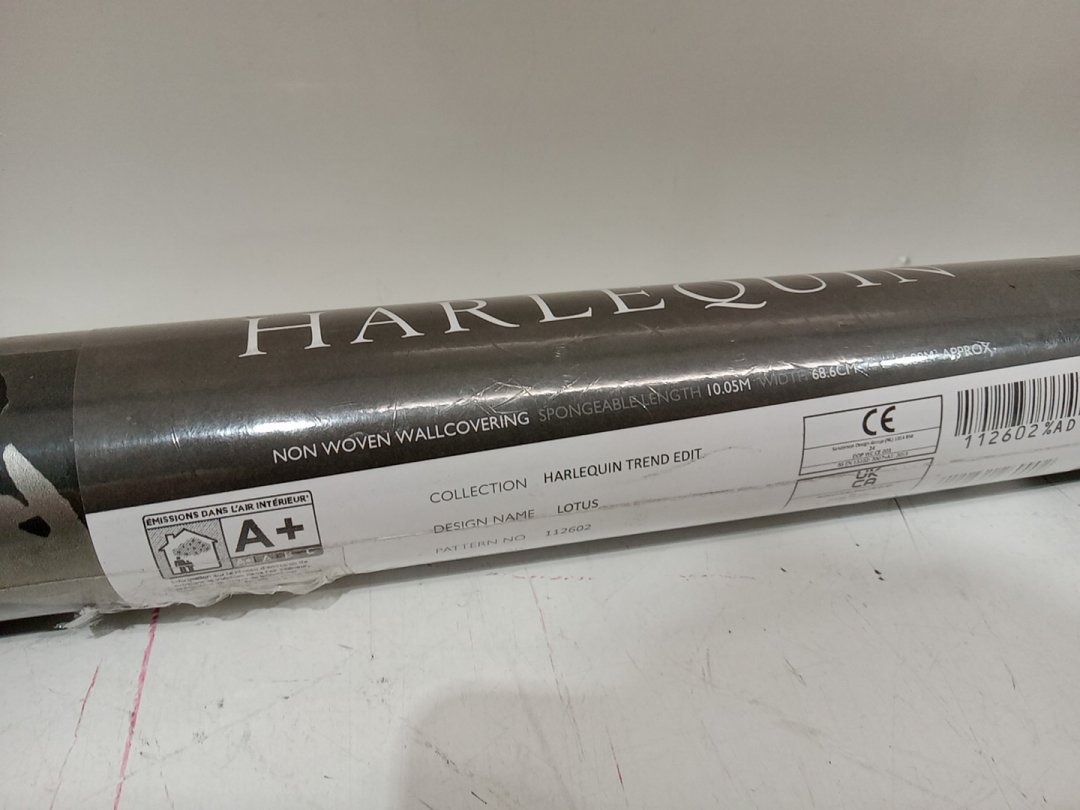 HARLEQUIN
NON WOVEN WALLCOVERING SPONGEABLE LENGTH 10.05M WIDTH 68.6CM APPROX.
COLLECTION HARLEQUIN TREND EDIT
DESIGN NAME LOTUS
PATTERN NO 112602
ÉMISSIONS DANS L'AIR INTÉRIEUR*
A+
CE
UK
CA
112602%AD